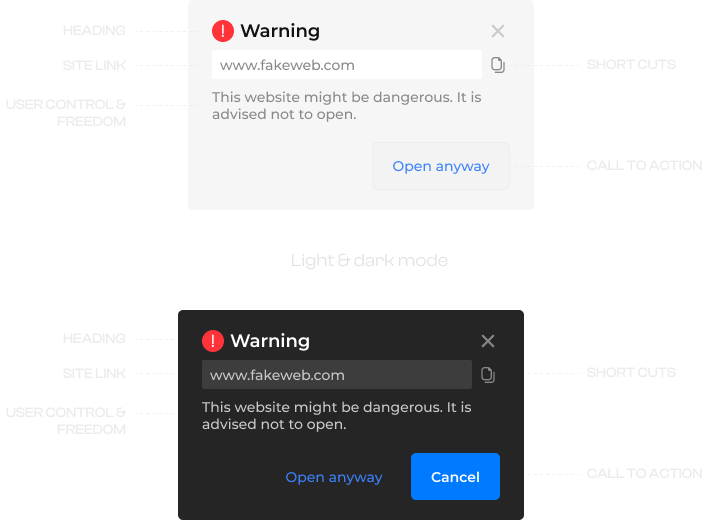 HEADING
Warning
SITE LINK
www.fakeweb.com
SHORT CUTS
USER CONTROL &
FREEDOM
This website might be dangerous. It is
advised not to open.
Open anyway
CALL TO ACTION
Light & dark mode
HEADING
Warning
SITE LINK
www.fakeweb.com
SHORT CUTS
USER CONTROL &
FREEDOM
This website might be dangerous. It is
advised not to open.
Open anyway
Cancel
CALL TO ACTION